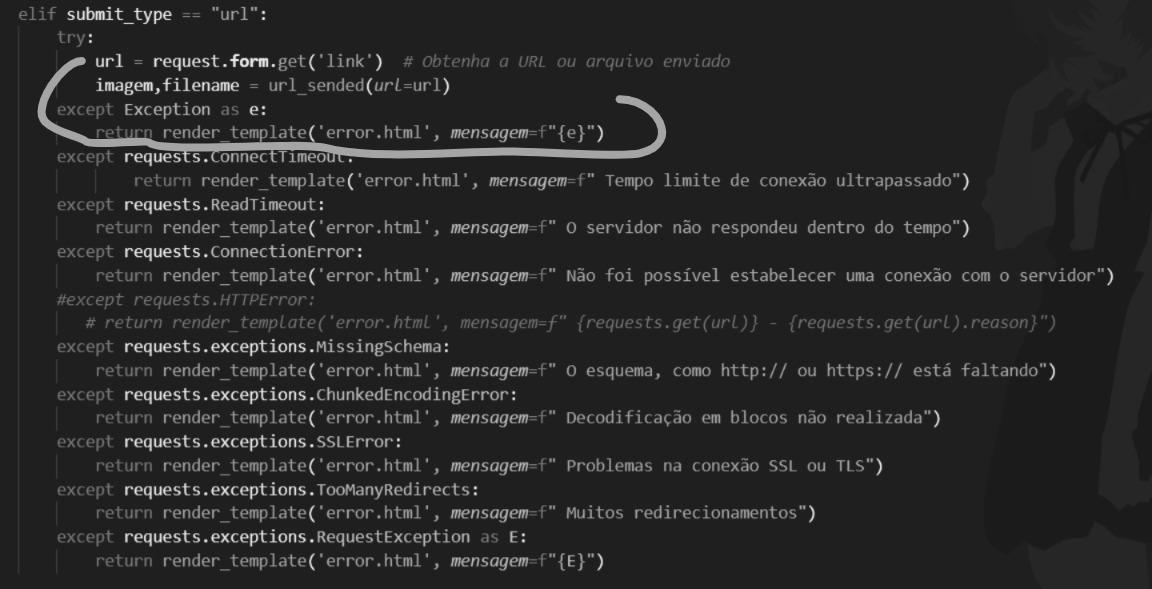 elif submit_type == "url":
try:
url = request.form.get('link') # Obtenha a URL ou arquivo enviado
imagem,filename = url_sended(url=url)
except Exception as e:
return render_template('error.html', mensagem=f"{e}")
except requests.ConnectTimeout:
return render_template('error.html', mensagem=f" Tempo limite de conexão ultrapassado")
except requests.ReadTimeout:
return render_template('error.html', mensagem=f" O servidor não respondeu dentro do tempo")
except requests.ConnectionError:
return render_template('error.html', mensagem=f" Não foi possível estabelecer uma conexão com o servidor")
#except requests.HTTPError:
# return render_template('error.html', mensagem=f" {requests.get(url)} - {requests.get(url).reason}")
except requests.exceptions.MissingSchema:
return render_template('error.html', mensagem=f" O esquema, como http:// ou https:// está faltando")
except requests.exceptions.ChunkedEncodingError:
return render_template('error.html', mensagem=f" Decodificação em blocos não realizada")
except requests.exceptions.SSLError:
return render_template('error.html', mensagem=f" Problemas na conexão SSL ou TLS")
except requests.exceptions.TooManyRedirects:
return render_template('error.html', mensagem=f" Muitos redirecionamentos")
except requests.exceptions.RequestException as E:
return render_template('error.html', mensagem=f"{E}")